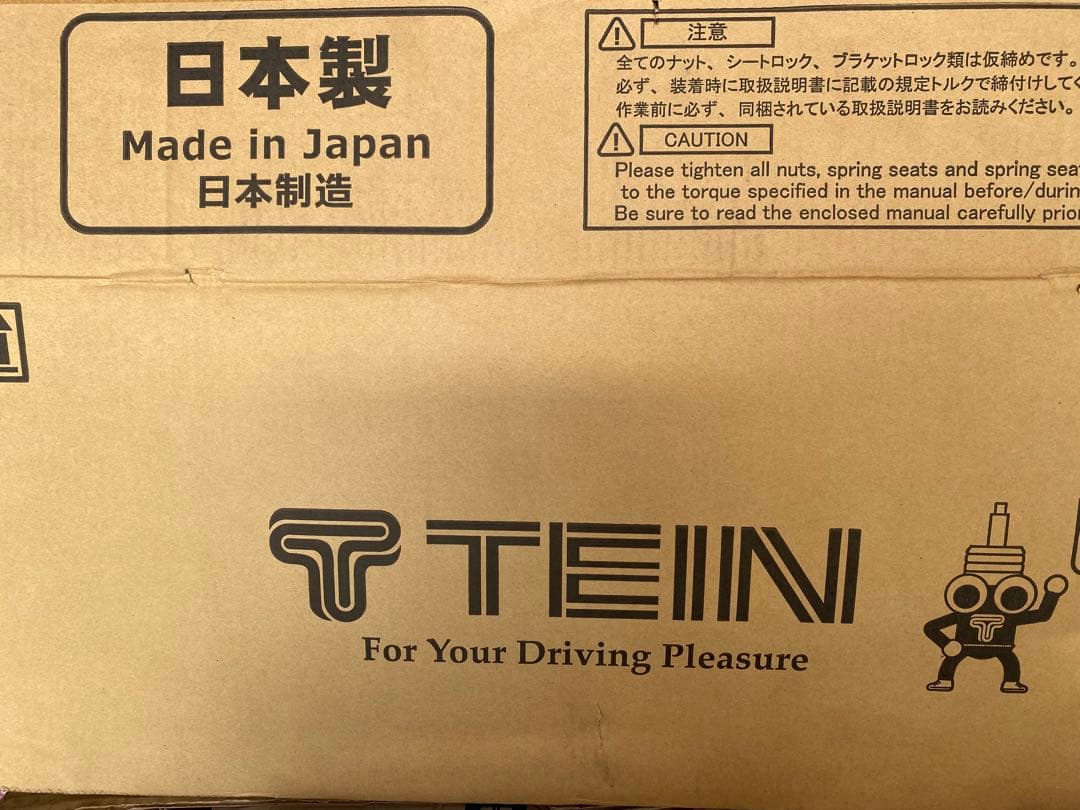 日本製
Made in Japan
日本制造
注意
全てのナット、シートロック、ブラケットロック類は仮締めです。
必ず、装着時に取扱説明書に記載の規定トルクで締付けしてく
作業前に必ず、同梱されている取扱説明書をお読みください。
CAUTION
Please tighten all nuts, spring seats and spring
to the torque specified in the manual before/
Be sure to read the enclosed manual carefully
T TEIN
For Your Driving Pleasure
T